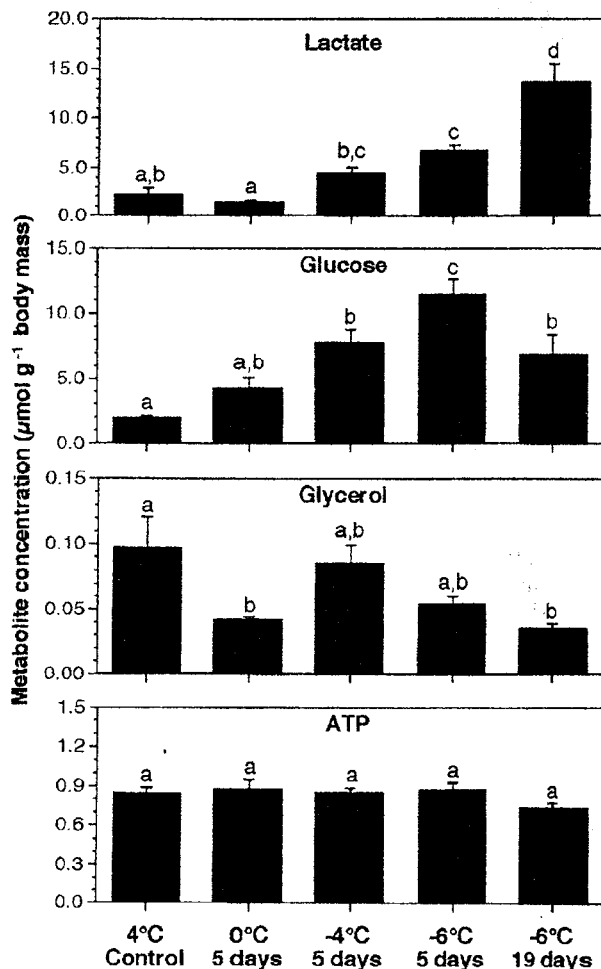 Metabolite concentration (µmol g⁻¹ body mass)
20.0
15.0
10.0
5.0
0.0
Lactate
a,b
a
b,c
c
d
15.0
10.0
5.0
0.0
Glucose
a
a,b
b
c
b
0.15
0.10
0.05
0.00
Glycerol
a
b
a,b
a,b
b
1.5
1.2
0.9
0.6
0.3
0.0
ATP
a
a
a
a
a
4°C 0°C -4°C -6°C -6°C
Control 5 days 5 days 5 days 19 days